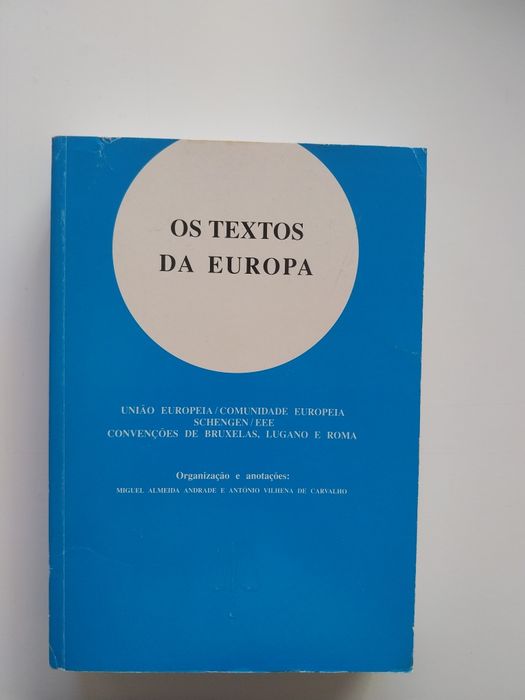 OS TEXTOS
DA EUROPA
UNIÃO EUROPEIA/COMUNIDADE EUROPEIA
SCHENGEN/EEE
CONVENÇÕES DE BRUXELAS, LUGANO E ROMA
Organização e anotações:
MIGUEL ALMEIDA ANDRADE E ANTÓNIO VILHENA DE CARVALHO